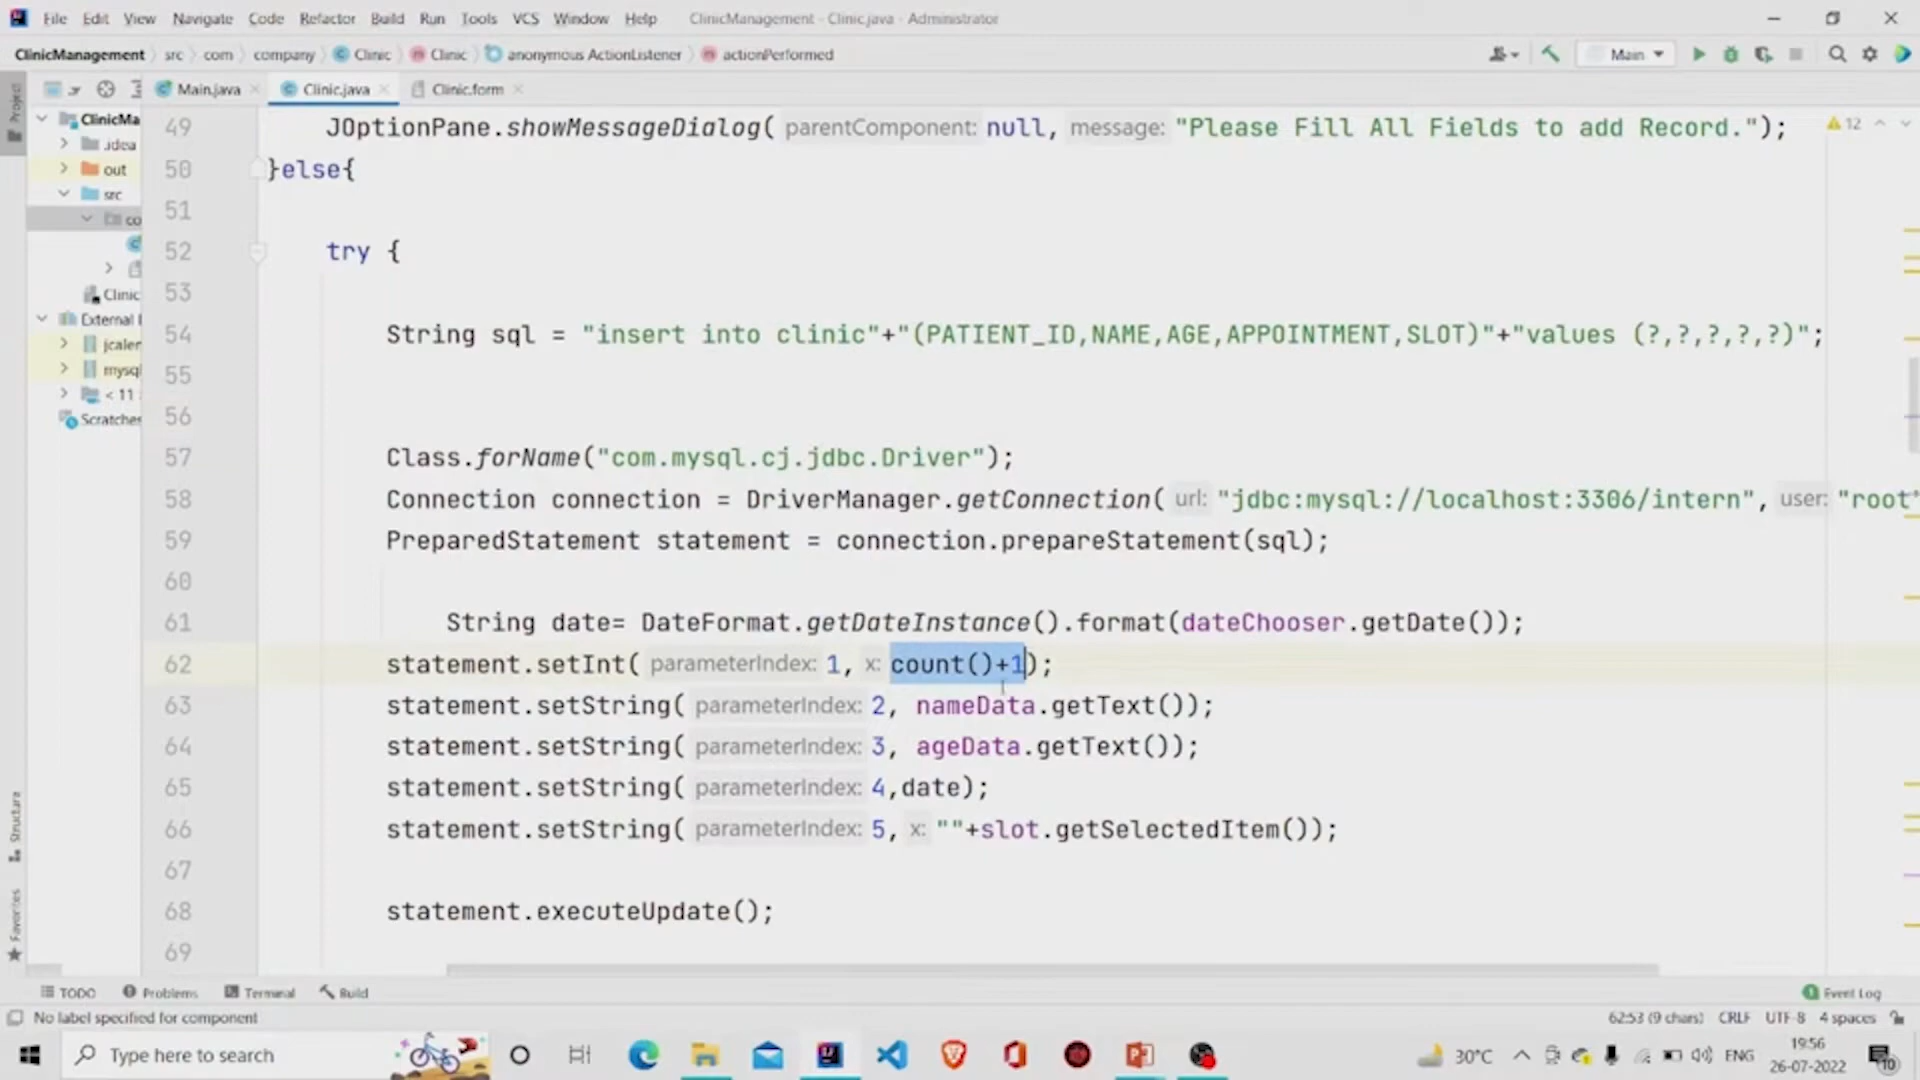 File Edit View Navigate Code Refactor Build Run Tools VCS Window Help ClinicManagement - Clinic.java - Administrator
ClinicManagement src com company Clinic Clinic anonymous ActionListener actionPerformed Main
Project
Main.java Clinic.java Clinic.form
ClinicMa
.idea
out
src
co
Clinic
External
jcaler
mysql
< 11
Scratches
Structure
Favorites
49 JOptionPane.showMessageDialog( parentComponent: null, message: "Please Fill All Fields to add Record."); 12
50 }else{
51
52 try {
53
54 String sql = "insert into clinic"+"(PATIENT_ID,NAME,AGE,APPOINTMENT,SLOT)"+"values (?,?,?,?,?)";
55
56
57 Class.forName("com.mysql.cj.jdbc.Driver");
58 Connection connection = DriverManager.getConnection( url: "jdbc:mysql://localhost:3306/intern", user: "root"
59 PreparedStatement statement = connection.prepareStatement(sql);
60
61 String date= DateFormat.getDateInstance().format(dateChooser.getDate());
62 statement.setInt( parameterIndex: 1, x: count()+1);
63 statement.setString( parameterIndex: 2, nameData.getText());
64 statement.setString( parameterIndex: 3, ageData.getText());
65 statement.setString( parameterIndex: 4,date);
66 statement.setString( parameterIndex: 5, x: ""+slot.getSelectedItem());
67
68 statement.executeUpdate();
69
TODO Problems Terminal Build Event Log
No label specified for component 62:53 (9 chars) CRLF UTF-8 4 spaces
Type here to search 30°C ENG 19:56
26-07-2022 10